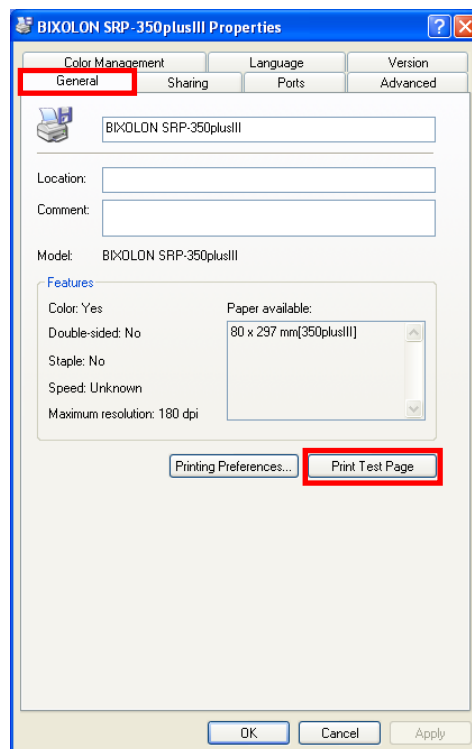 BIXOLON SRP-350plusIII Properties
Color Management Language Version
General Sharing Ports Advanced
BIXOLON SRP-350plusIII
Location:
Comment:
Model: BIXOLON SRP-350plusIII
Features
Color: Yes Paper available:
Double-sided: No 80 x 297 mm[350plusIII]
Staple: No
Speed: Unknown
Maximum resolution: 180 dpi
Printing Preferences... Print Test Page
OK Cancel Apply